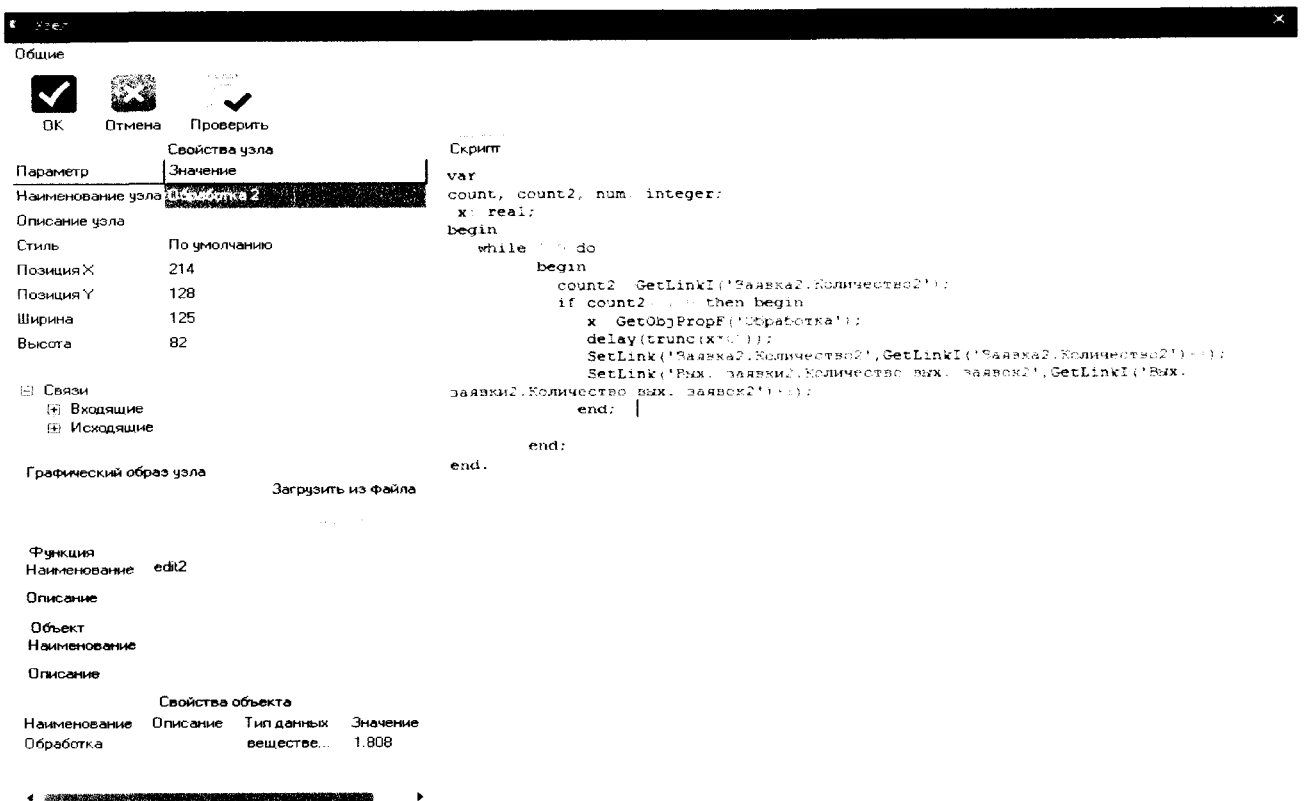 Узел
Общие
OK Отмена Проверить
Свойства узла
Параметр Значение
Наименование узла Обработка 2
Описание узла
Стиль По умолчанию
Позиция X 214
Позиция Y 128
Ширина 125
Высота 82
Связи
Входящие
Исходящие
Графический образ узла
Загрузить из файла
Функция
Наименование edit2
Описание
Объект
Наименование
Описание
Свойства объекта
Наименование Описание Тип данных Значение
Обработка веществе... 1.808
Скрипт
var
count, count2, num integer;
x: real;
begin
while do
begin
count2 GetLinkI('Заявка2.Количество2');
if count2 then begin
x GetObjPropF('Обработка');
delay(trunc(x
SetLink('Заявка2.Количество2',GetLinkI('Заявка2.Количество2')
SetLink('Вых. заявки2.Количество вых. заявок2',GetLinkI('Вых.
заявки2.Количество вых. заявок2')
end;
end;
end.